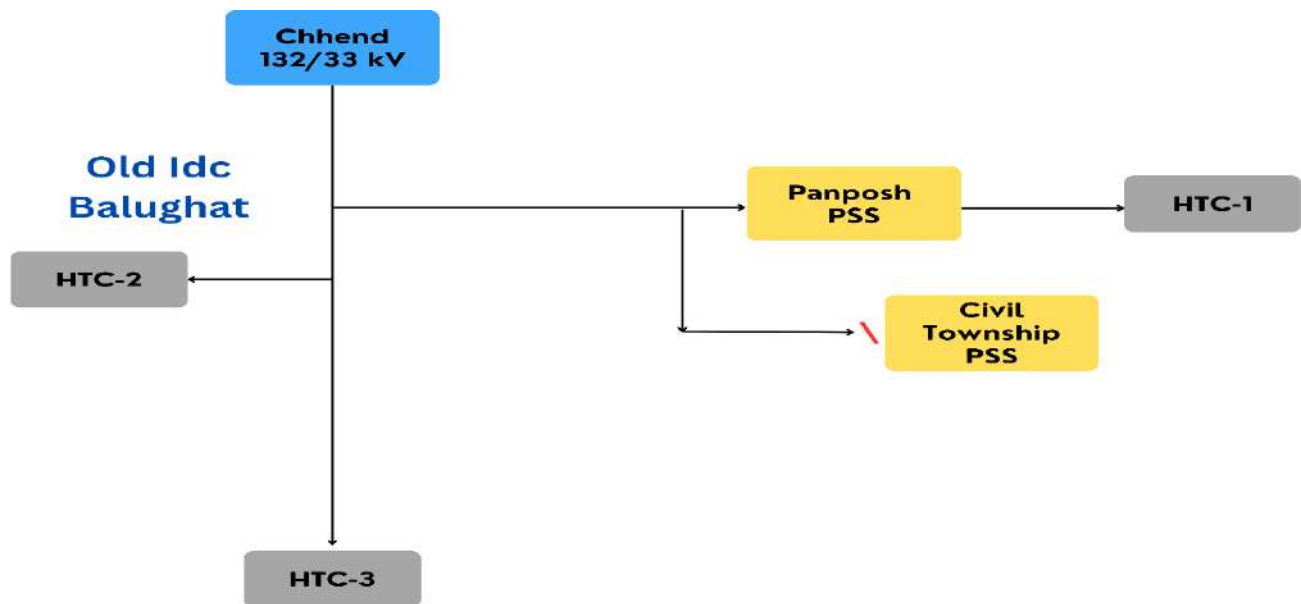 Chhend
132/33 kV
Old Idc
Balughat
Panposh
PSS
HTC-1
HTC-2
Civil
Township
PSS
HTC-3